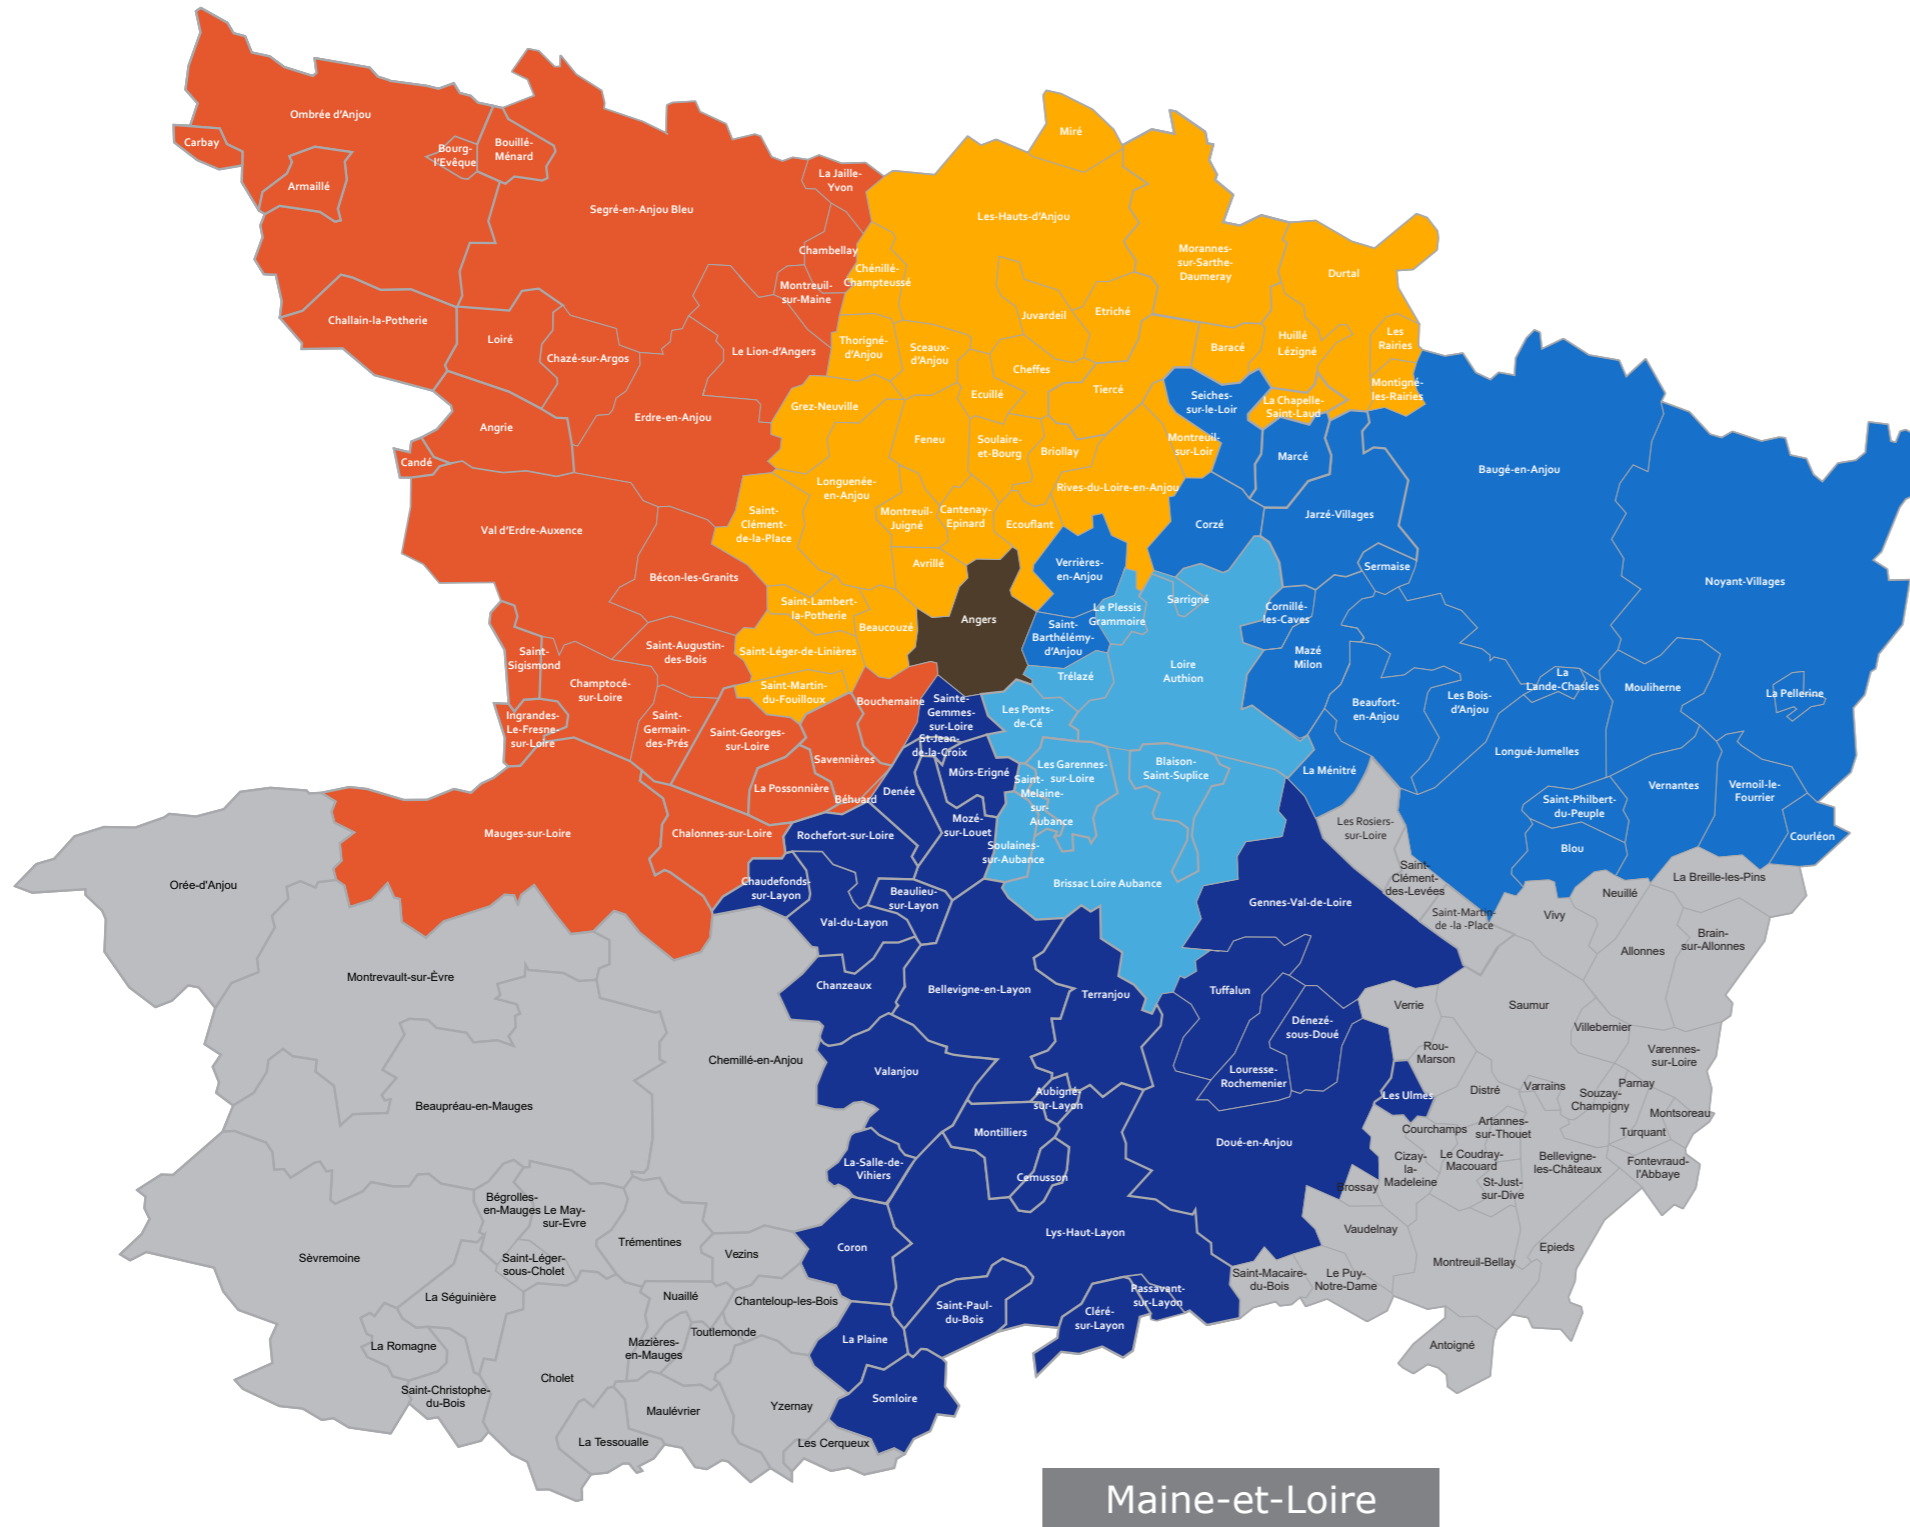 Ombrée d'Anjou
Carbay
Bourg-
l'Evêque
Bouillé-
Ménard
Armaillé
La Jaille-
Yvon
Segré-en-Anjou Bleu
Chambellay
Montreuil-
sur-Maine
Challain-la-Potherie
Loiré
Chazé-sur-Argos
Le Lion-d'Angers
Angrie
Erdre-en-Anjou
Candé
Val d'Erdre-Auxence
Bécon-les-Granits
Saint-Augustin-
des-Bois
Saint-
Sigismond
Champtocé-
sur-Loire
Ingrandes-
Le-Fresne-
sur-Loire
Saint-
Germain-
des-Prés
Saint-Georges-
sur-Loire
Bouchemaine
Savennières
La Possonnière
Béhuard
Mauges-sur-Loire
Chalonnes-sur-Loire
Miré
Les-Hauts-d'Anjou
Morannes-
sur-Sarthe-
Daumeray
Durtal
Chénillé-
Champteussé
Juvardeil
Etriché
Thorigné-
d'Anjou
Sceaux-
d'Anjou
Cheffes
Baracé
Huillé
Lézigné
Les
Rairies
Montigné-
les-Rairies
Ecuillé
Tiercé
La Chapelle-
Saint-Laud
Grez-Neuville
Feneu
Soulaire-
et-Bourg
Briollay
Montreuil-
sur-Loir
Longuenée-
en-Anjou
Rives-du-Loire-en-Anjou
Saint-
Clément-
de-la-Place
Montreuil-
Juigné
Cantenay-
Epinard
Ecouflant
Avrillé
Saint-Lambert-
la-Potherie
Beaucouzé
Saint-Léger-de-Linières
Saint-Martin-
du-Fouilloux
Angers
Seiches-
sur-le-Loir
Marcé
Baugé-en-Anjou
Corzé
Jarzé-Villages
Verrières-
en-Anjou
Sermaise
Noyant-Villages
Saint-
Barthélémy-
d'Anjou
Cornillé-
les-Caves
Mazé
Milon
Beaufort-
en-Anjou
Les Bois-
d'Anjou
La
Lande-Chasles
Mouliherne
La Pellerine
Longué-Jumelles
La Ménitré
Vernantes
Vernoil-le-
Fourrier
Saint-Philbert-
du-Peuple
Blou
Courléon
Le Plessis
Grammoire
Sarrigné
Trélazé
Loire
Authion
Les Ponts-
de-Cé
Les Garennes-
sur-Loire
Blaison-
Saint-Suplice
Saint-
Melaine-
sur-
Aubance
Soulaines-
sur-Aubance
Brissac Loire Aubance
Sainte-
Gemmes-
sur-Loire
St-Jean-
de-la-Croix
Mûrs-Erigné
Denée
Mozé-
sur-Louet
Rochefort-sur-Loire
Chaudefonds-
sur-Layon
Beaulieu-
sur-Layon
Val-du-Layon
Chanzeaux
Bellevigne-en-Layon
Terranjou
Gennes-Val-de-Loire
Tuffalun
Dénezé-
sous-Doué
Louresse-
Rochemenier
Valanjou
Aubigné-
sur-Layon
Les Ulmes
Montilliers
Doué-en-Anjou
La-Salle-de-
Vihiers
Cernusson
Coron
Lys-Haut-Layon
Saint-Paul-
du-Bois
Passavant-
sur-Layon
Cléré-
sur-Layon
La Plaine
Somloire
Orée-d'Anjou
Montrevault-sur-Èvre
Chemillé-en-Anjou
Beaupréau-en-Mauges
Bégrolles-
en-Mauges
Le May-
sur-Evre
Sèvremoine
Trémentines
Vezins
Saint-Léger-
sous-Cholet
La Séguinière
Nuaillé
Chanteloup-les-Bois
Toutlemonde
Mazières-
en-Mauges
La Romagne
Cholet
Saint-Christophe-
du-Bois
Maulévrier
Yzernay
La Tessoualle
Les Cerqueux
Les Rosiers-
sur-Loire
Saint-
Clément-
des-Levées
Saint-Martin-
de -la -Place
Vivy
Neuillé
La Breille-les-Pins
Allonnes
Brain-
sur-Allonnes
Verrie
Saumur
Villebernier
Rou-
Marson
Varennes-
sur-Loire
Distré
Varrains
Souzay-
Champigny
Parnay
Montsoreau
Courchamps
Artannes-
sur-Thouet
Turquant
Cizay-
la-
Madeleine
Le Coudray-
Macouard
Bellevigne-
les-Châteaux
Fontevraud-
l'Abbaye
Brossay
St-Just-
sur-Dive
Vaudelnay
Epieds
Montreuil-Bellay
Saint-Macaire-
du-Bois
Le Puy-
Notre-Dame
Antoigné
Maine-et-Loire